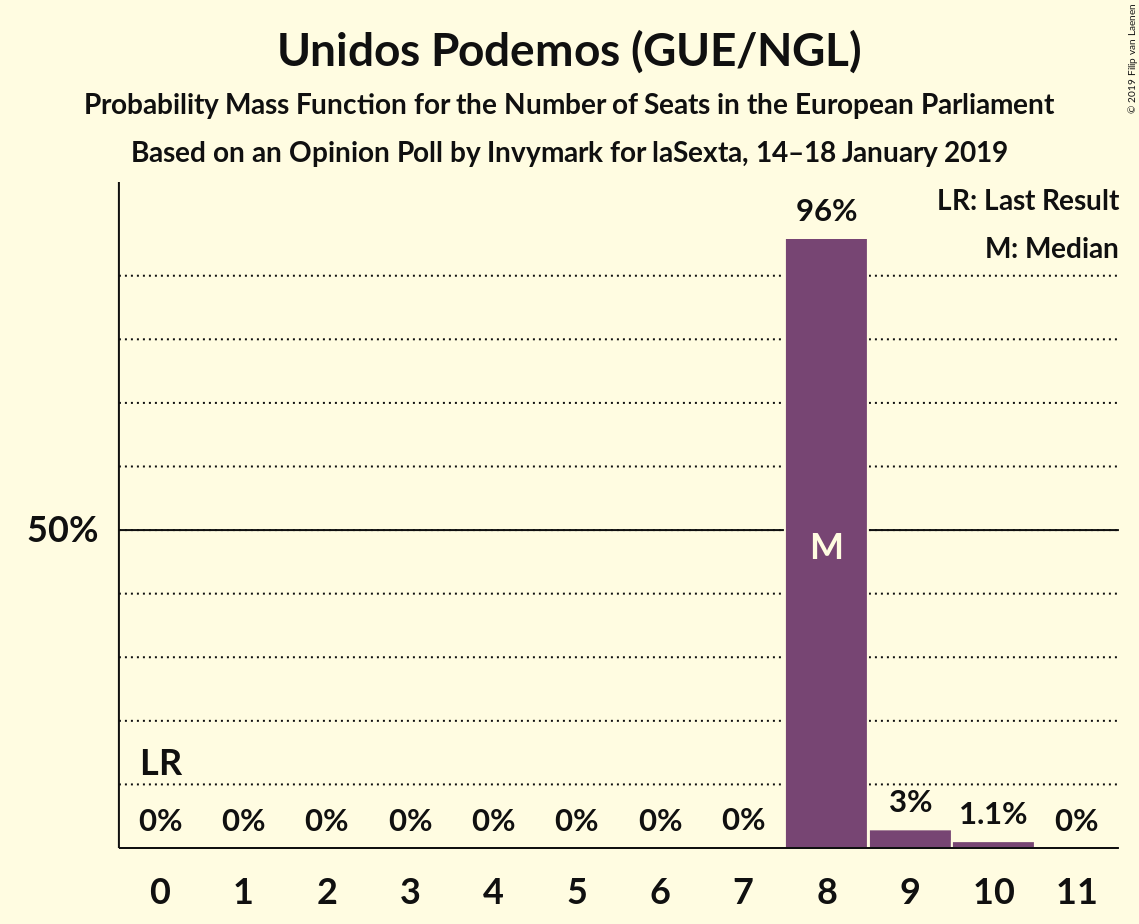 Unidos Podemos (GUE/NGL)
Probability Mass Function for the Number of Seats in the European Parliament
Based on an Opinion Poll by Invymark for laSexta, 14–18 January 2019
© 2019 Filip van Laenen
LR: Last Result
M: Median
96%
50%
M
LR
0% 0% 0% 0% 0% 0% 0% 0% 3% 1.1% 0%
0 1 2 3 4 5 6 7 8 9 10 11